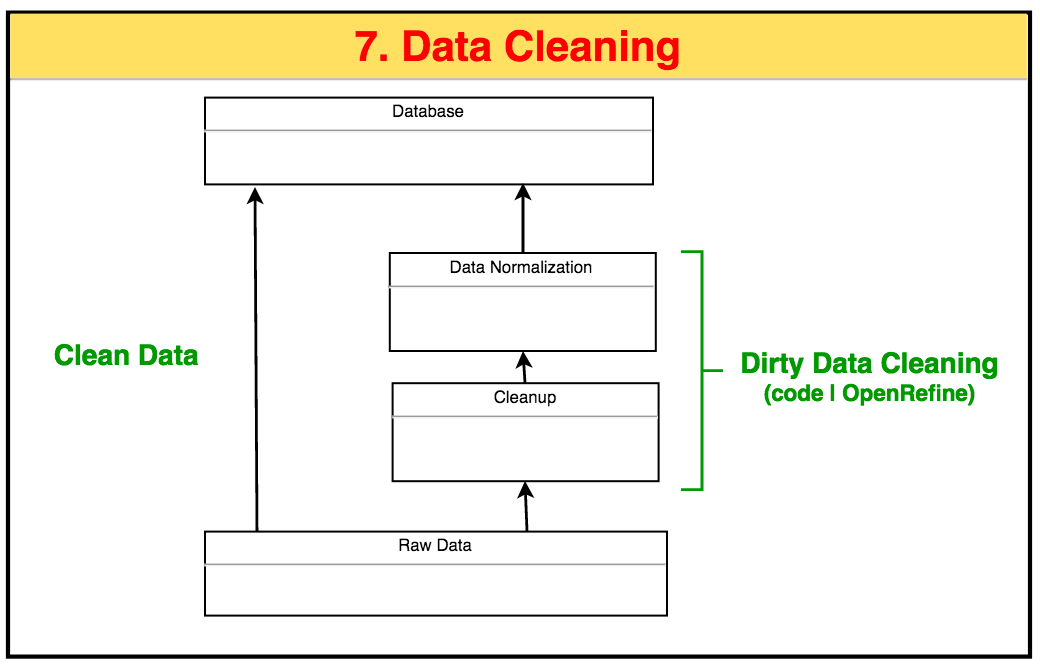 7. Data Cleaning
Database
Data Normalization
Clean Data
Dirty Data Cleaning
(code | OpenRefine)
Cleanup
Raw Data